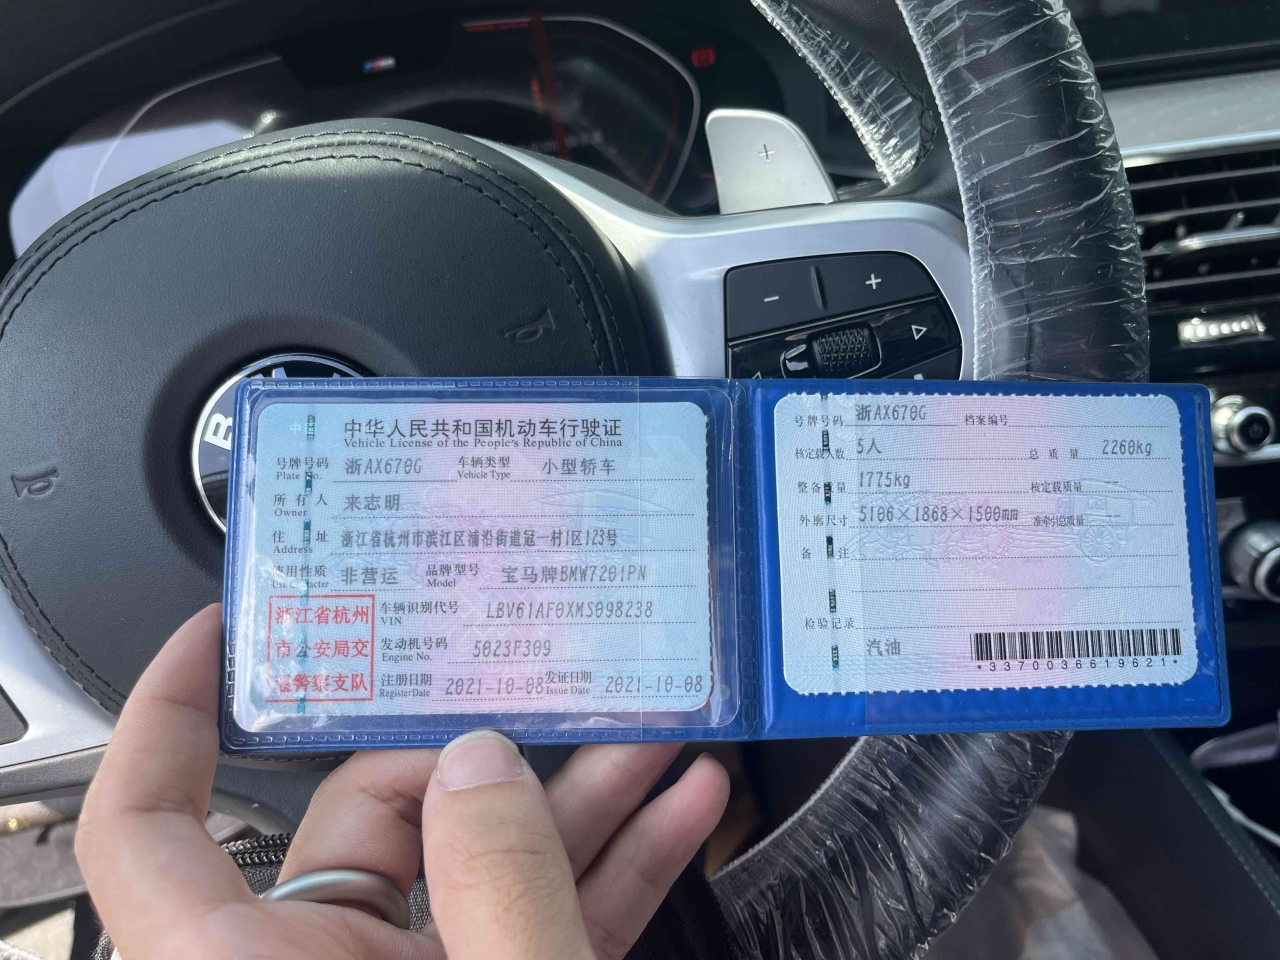 中华人民共和国机动车行驶证
Vehicle License of the People's Republic of China
号牌号码 浙AX670G 车辆类型 小型轿车
Plate No. Vehicle Type
所有人 来志明
Owner
住址 浙江省杭州市滨江区浦沿街道冠一村1区123号
Address
使用性质 非营运 品牌型号 宝马牌BMW7201PN
Use Character Model
浙江省杭州
市公安局交
通警察支队
车辆识别代号 LBV61AF0XMS098238
VIN
发动机号码 5023F309
Engine No.
注册日期 2021-10-08 发证日期 2021-10-08
Register Date Issue Date
号牌号码 浙AX670G 档案编号
核定载人数 5人 总质量 2260kg
整备质量 1775kg 核定载质量 --
外廓尺寸 5106×1868×1500mm 准牵引总质量 --
备注
检验记录
汽油
*3370036619621*
B
+
- +